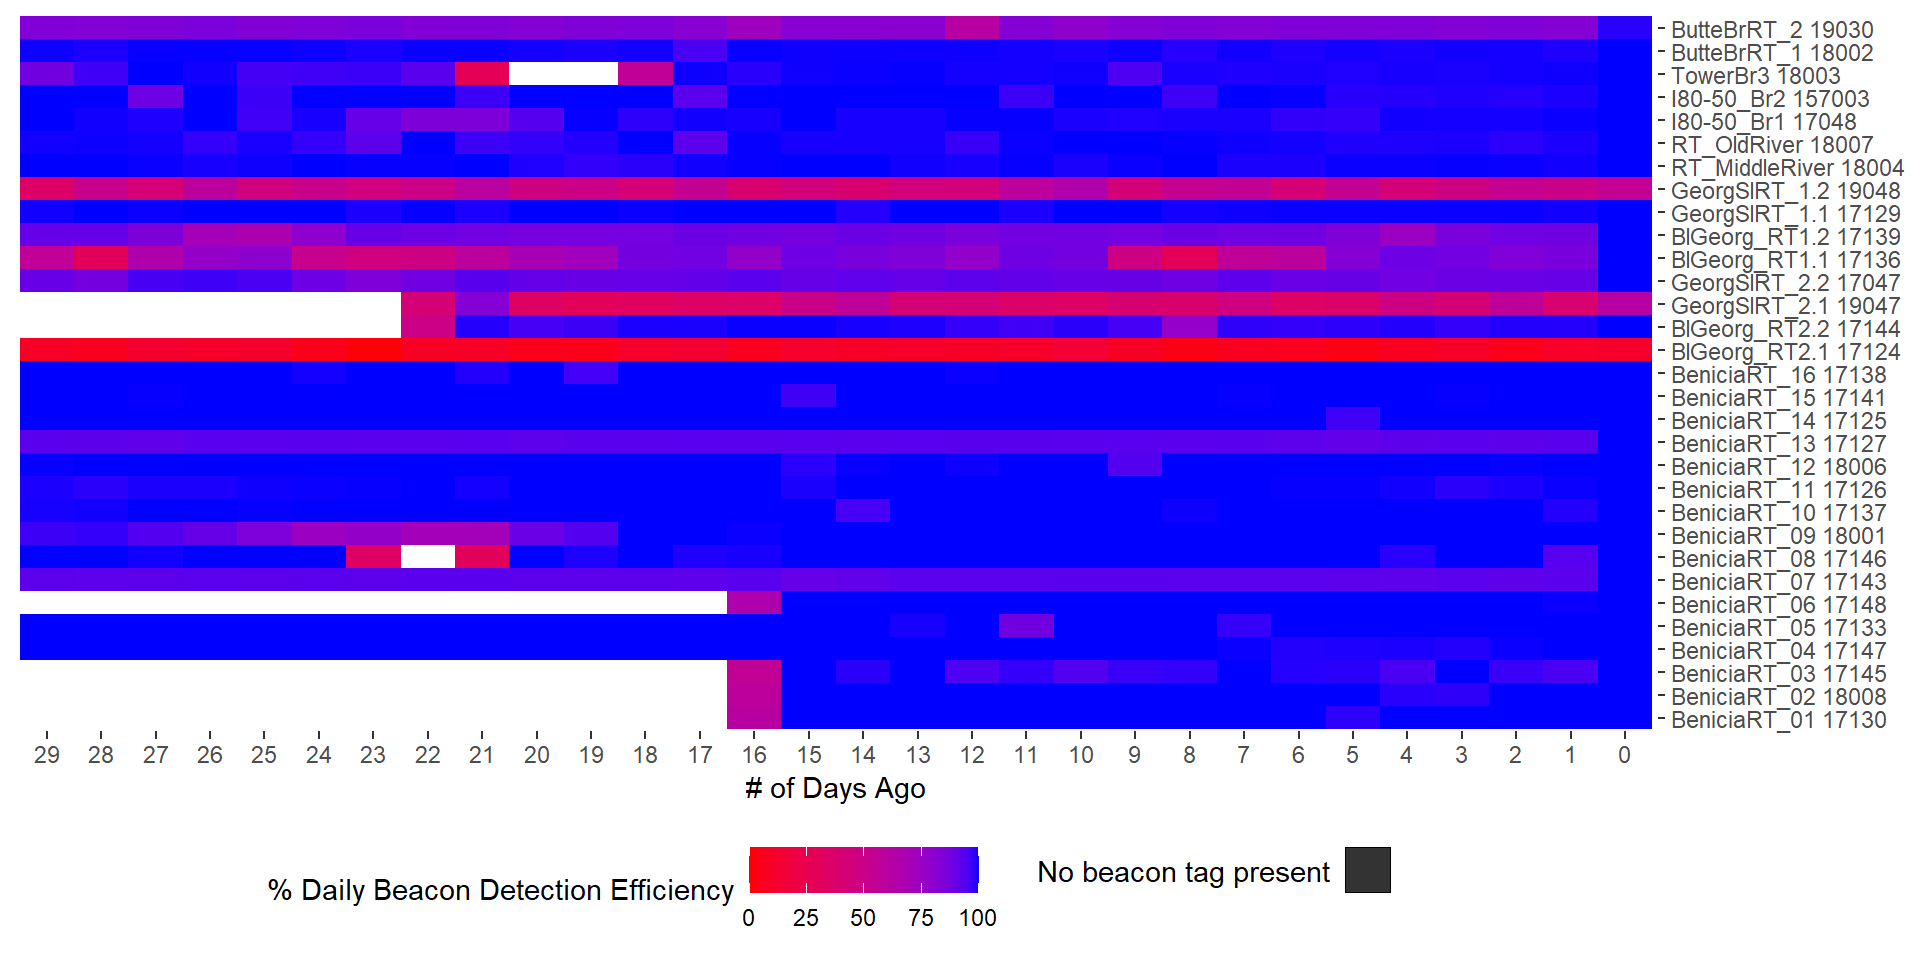 ButteBrRT_2 19030
ButteBrRT_1 18002
TowerBr3 18003
I80-50_Br2 157003
I80-50_Br1 17048
RT_OldRiver 18007
RT_MiddleRiver 18004
GeorgSlRT_1.2 19048
GeorgSlRT_1.1 17129
BlGeorg_RT1.2 17139
BlGeorg_RT1.1 17136
GeorgSlRT_2.2 17047
GeorgSlRT_2.1 19047
BlGeorg_RT2.2 17144
BlGeorg_RT2.1 17124
BeniciaRT_16 17138
BeniciaRT_15 17141
BeniciaRT_14 17125
BeniciaRT_13 17127
BeniciaRT_12 18006
BeniciaRT_11 17126
BeniciaRT_10 17137
BeniciaRT_09 18001
BeniciaRT_08 17146
BeniciaRT_07 17143
BeniciaRT_06 17148
BeniciaRT_05 17133
BeniciaRT_04 17147
BeniciaRT_03 17145
BeniciaRT_02 18008
BeniciaRT_01 17130
29 28 27 26 25 24 23 22 21 20 19 18 17 16 15 14 13 12 11 10 9 8 7 6 5 4 3 2 1 0
# of Days Ago
% Daily Beacon Detection Efficiency
0 25 50 75 100
No beacon tag present